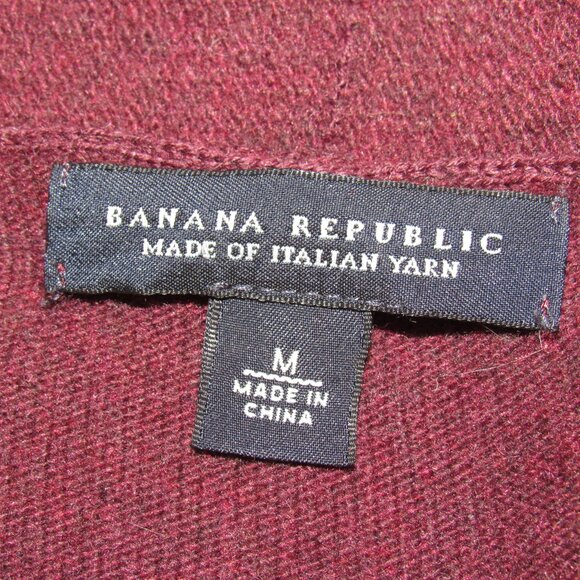 BANANA REPUBLIC
MADE OF ITALIAN YARN
M
MADE IN
CHINA